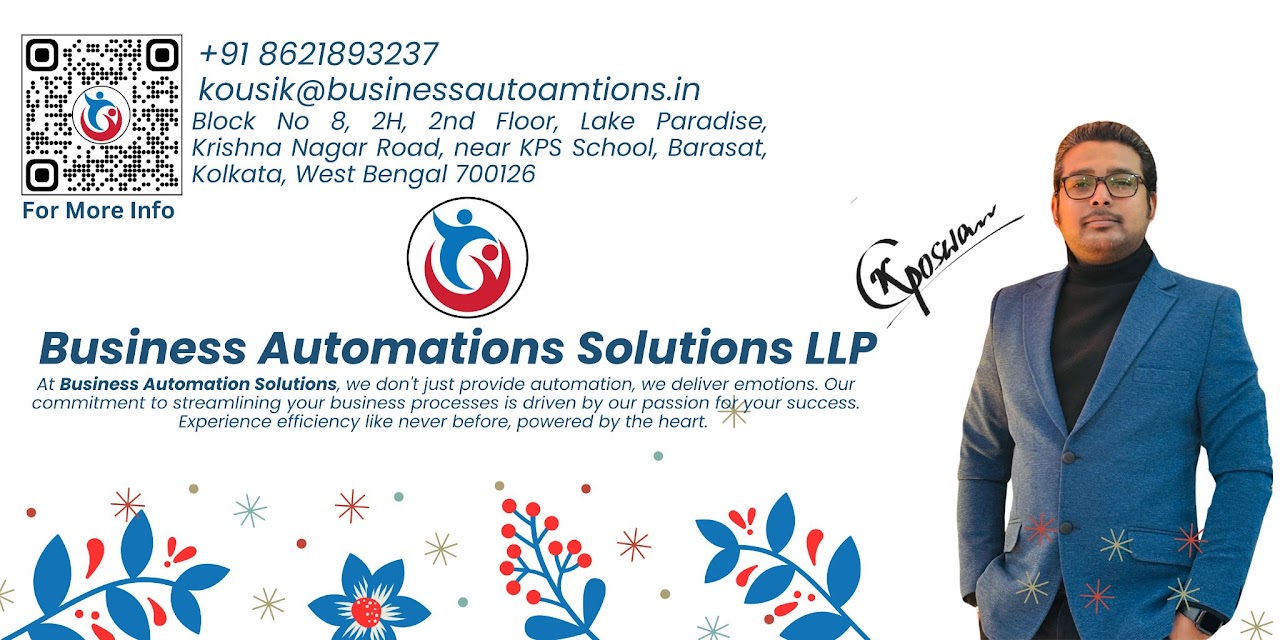 +91 8621893237
kousik@businessautoamtions.in
Block No 8, 2H, 2nd Floor, Lake Paradise,
Krishna Nagar Road, near KPS School, Barasat,
Kolkata, West Bengal 700126
For More Info
Business Automations Solutions LLP
At Business Automation Solutions, we don't just provide automation, we deliver emotions. Our
commitment to streamlining your business processes is driven by our passion for your success.
Experience efficiency like never before, powered by the heart.